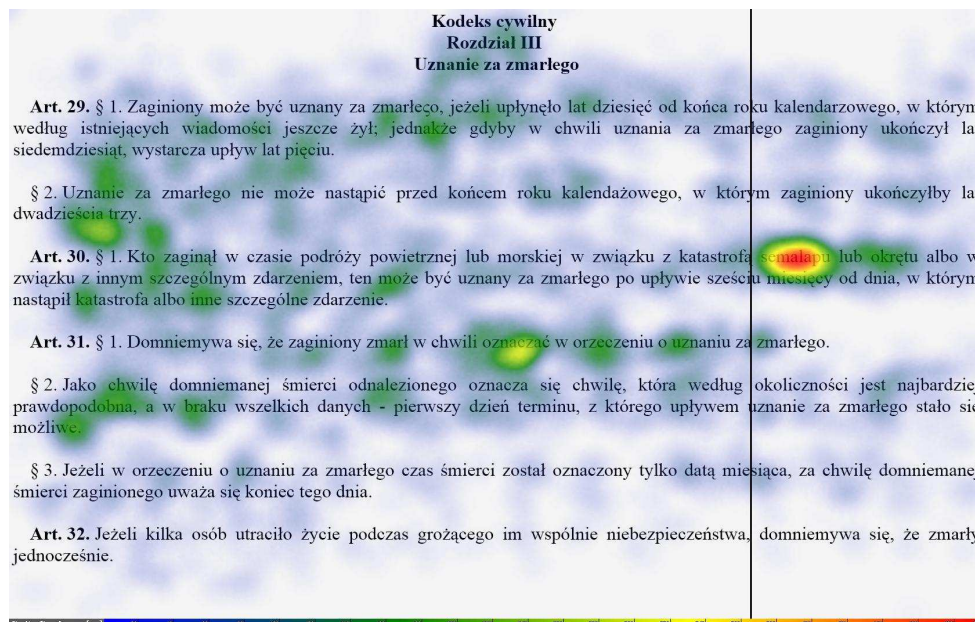 Kodeks cywilny
Rozdział III
Uznanie za zmarłego
Art. 29. § 1. Zaginiony może być uznany za zmarłeço, jeżeli upłynęło lat dziesięć od końca roku kalendarzowego, w którym
według istniejących wiadomości jeszcze żył; jednakże gdyby w chwili uznania za zmarłego zaginiony ukończył la
siedemdziesiąt, wystarcza upływ lat pięciu.
§ 2. Uznanie za zmarłego nie może nastąpić przed końcem roku kalendażowego, w którym zaginiony ukończyłby la
dwadzieścia trzy.
Art. 30. § 1. Kto zaginął w czasie podróży powietrznej lub morskiej w związku z katastrofą semałapu lub okrętu albo w
związku z innym szczególnym zdarzeniem, ten może być uznany za zmarłego po upływie sześciu miesięcy od dnia, w którym
nastąpił katastrofa albo inne szczególne zdarzenie.
Art. 31. § 1. Domniemywa się, że zaginiony zmarł w chwili oznaczać w orzeczeniu o uznaniu za zmarłego.
§ 2. Jako chwilę domniemanej śmierci odnalezionego oznacza się chwilę, która według okoliczności jest najbardziej
prawdopodobna, a w braku wszelkich danych - pierwszy dzień terminu, z którego upływem uznanie za zmarłego stało się
możliwe.
§ 3. Jeżeli w orzeczeniu o uznaniu za zmarłego czas śmierci został oznaczony tylko datą miesiąca, za chwilę domniemanej
śmierci zaginionego uważa się koniec tego dnia.
Art. 32. Jeżeli kilka osób utraciło życie podczas grożącego im wspólnie niebezpieczeństwa, domniemywa się, że zmarły
jednocześnie.